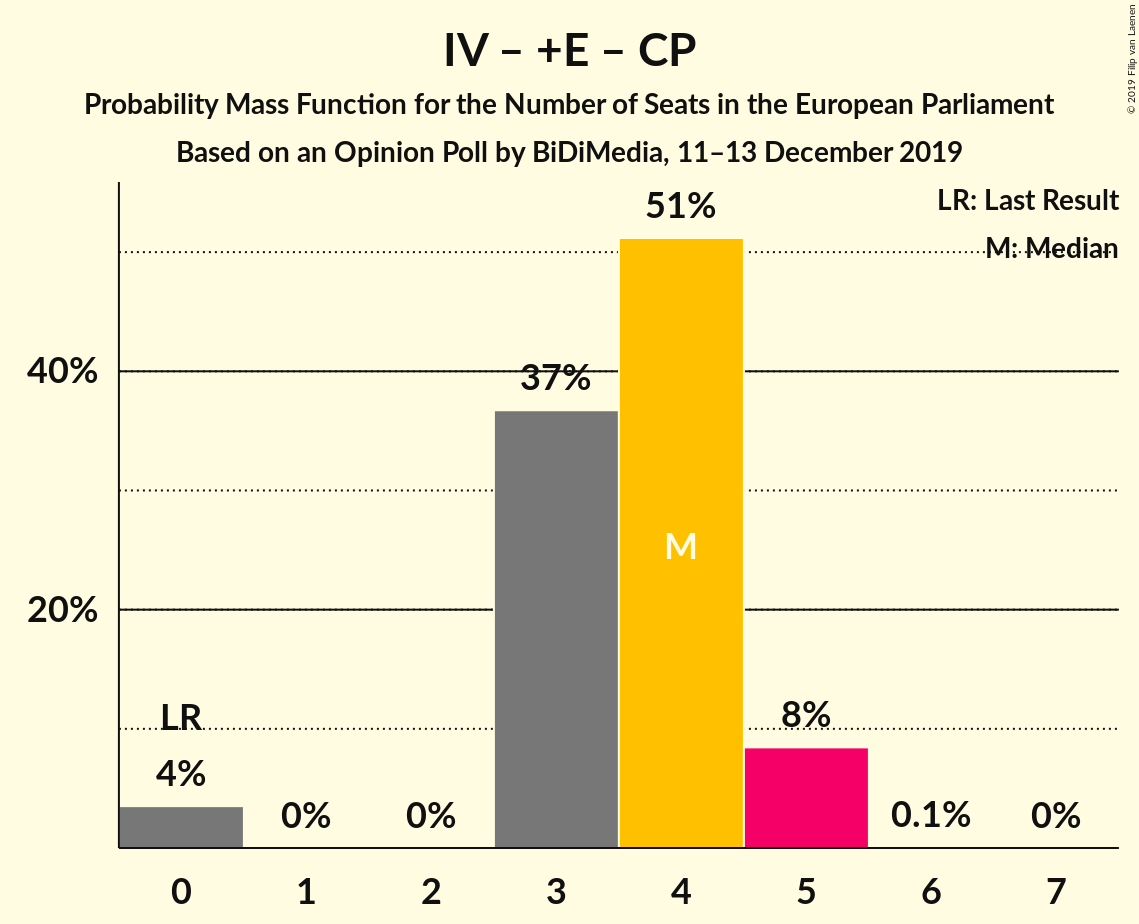 IV – +E – CP
Probability Mass Function for the Number of Seats in the European Parliament
Based on an Opinion Poll by BiDiMedia, 11–13 December 2019
© 2019 Filip van Laenen
LR: Last Result
M: Median
51%
40%
37%
M
20%
LR
8%
4%
0%
0%
0.1%
0%
0 1 2 3 4 5 6 7